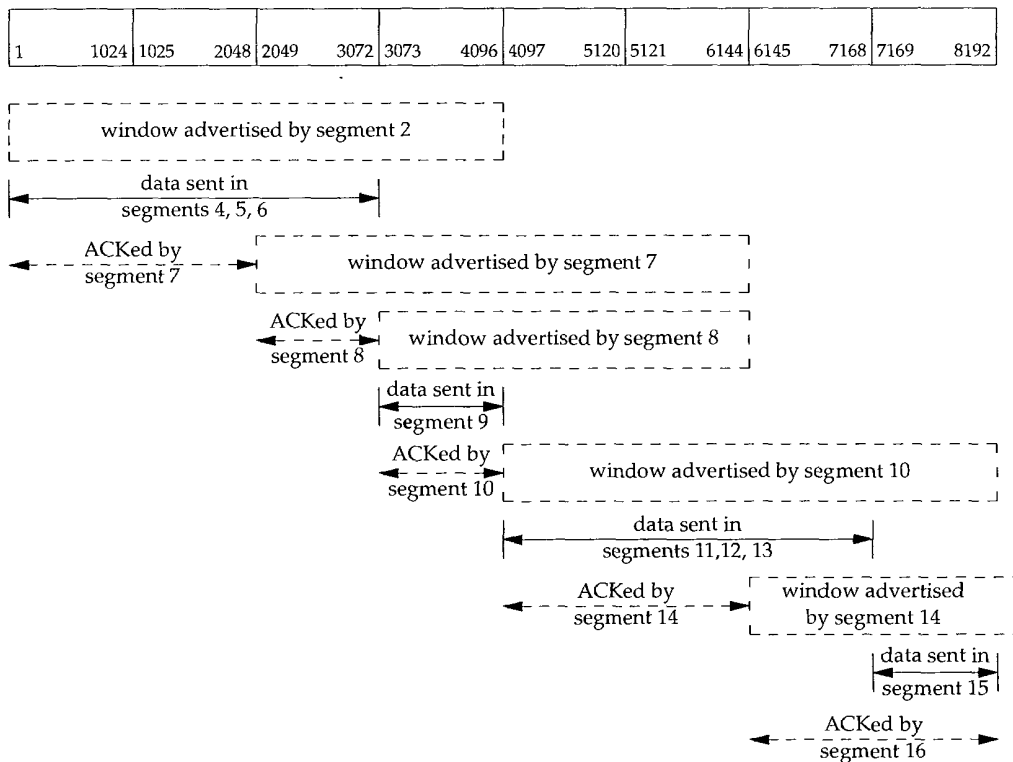 1 1024 1025 2048 2049 3072 3073 4096 4097 5120 5121 6144 6145 7168 7169 8192
window advertised by segment 2
data sent in
segments 4, 5, 6
ACKed by
segment 7
window advertised by segment 7
ACKed by
segment 8
window advertised by segment 8
data sent in
segment 9
ACKed by
segment 10
window advertised by segment 10
data sent in
segments 11,12, 13
ACKed by
segment 14
window advertised
by segment 14
data sent in
segment 15
ACKed by
segment 16